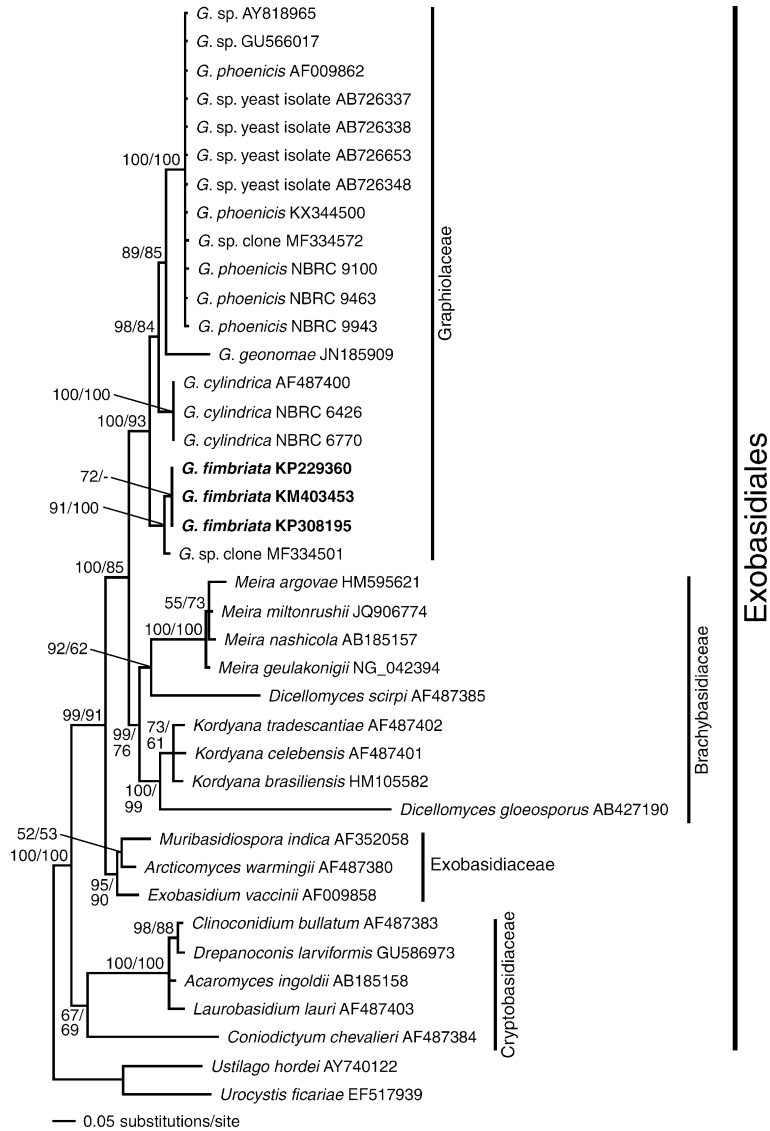 G. sp. AY818965
G. sp. GU566017
G. phoenicis AF009862
G. sp. yeast isolate AB726337
G. sp. yeast isolate AB726338
G. sp. yeast isolate AB726653
100/100
G. sp. yeast isolate AB726348
G. phoenicis KX344500
G. sp. clone MF334572
89/85
G. phoenicis NBRC 9100
Graphiolaceae
G. phoenicis NBRC 9463
98/84
G. phoenicis NBRC 9943
G. geonomae JN185909
G. cylindrica AF487400
100/100
G. cylindrica NBRC 6426
100/93
G. cylindrica NBRC 6770
G. fimbriata KP229360
72/-
G. fimbriata KM403453
91/100
G. fimbriata KP308195
G. sp. clone MF334501
Exobasidiales
100/85
Meira argovae HM595621
55/73
Meira miltonrushii JQ906774
100/100
Meira nashicola AB185157
92/62
Meira geulakonigii NG_042394
Dicellomyces scirpi AF487385
Brachybasidiaceae
99/91
99/
76
73/
61
Kordyana tradescantiae AF487402
Kordyana celebensis AF487401
Kordyana brasiliensis HM105582
100/
99
Dicellomyces gloeosporus AB427190
52/53
Muribasidiospora indica AF352058
100/100
Arcticomyces warmingii AF487380
Exobasidiaceae
95/
90
Exobasidium vaccinii AF009858
98/88
Clinoconidium bullatum AF487383
Drepanoconis larviformis GU586973
100/100
Acaromyces ingoldii AB185158
Cryptobasidiaceae
Laurobasidium lauri AF487403
67/
69
Coniodictyum chevalieri AF487384
Ustilago hordei AY740122
Urocystis ficariae EF517939
0.05 substitutions/site